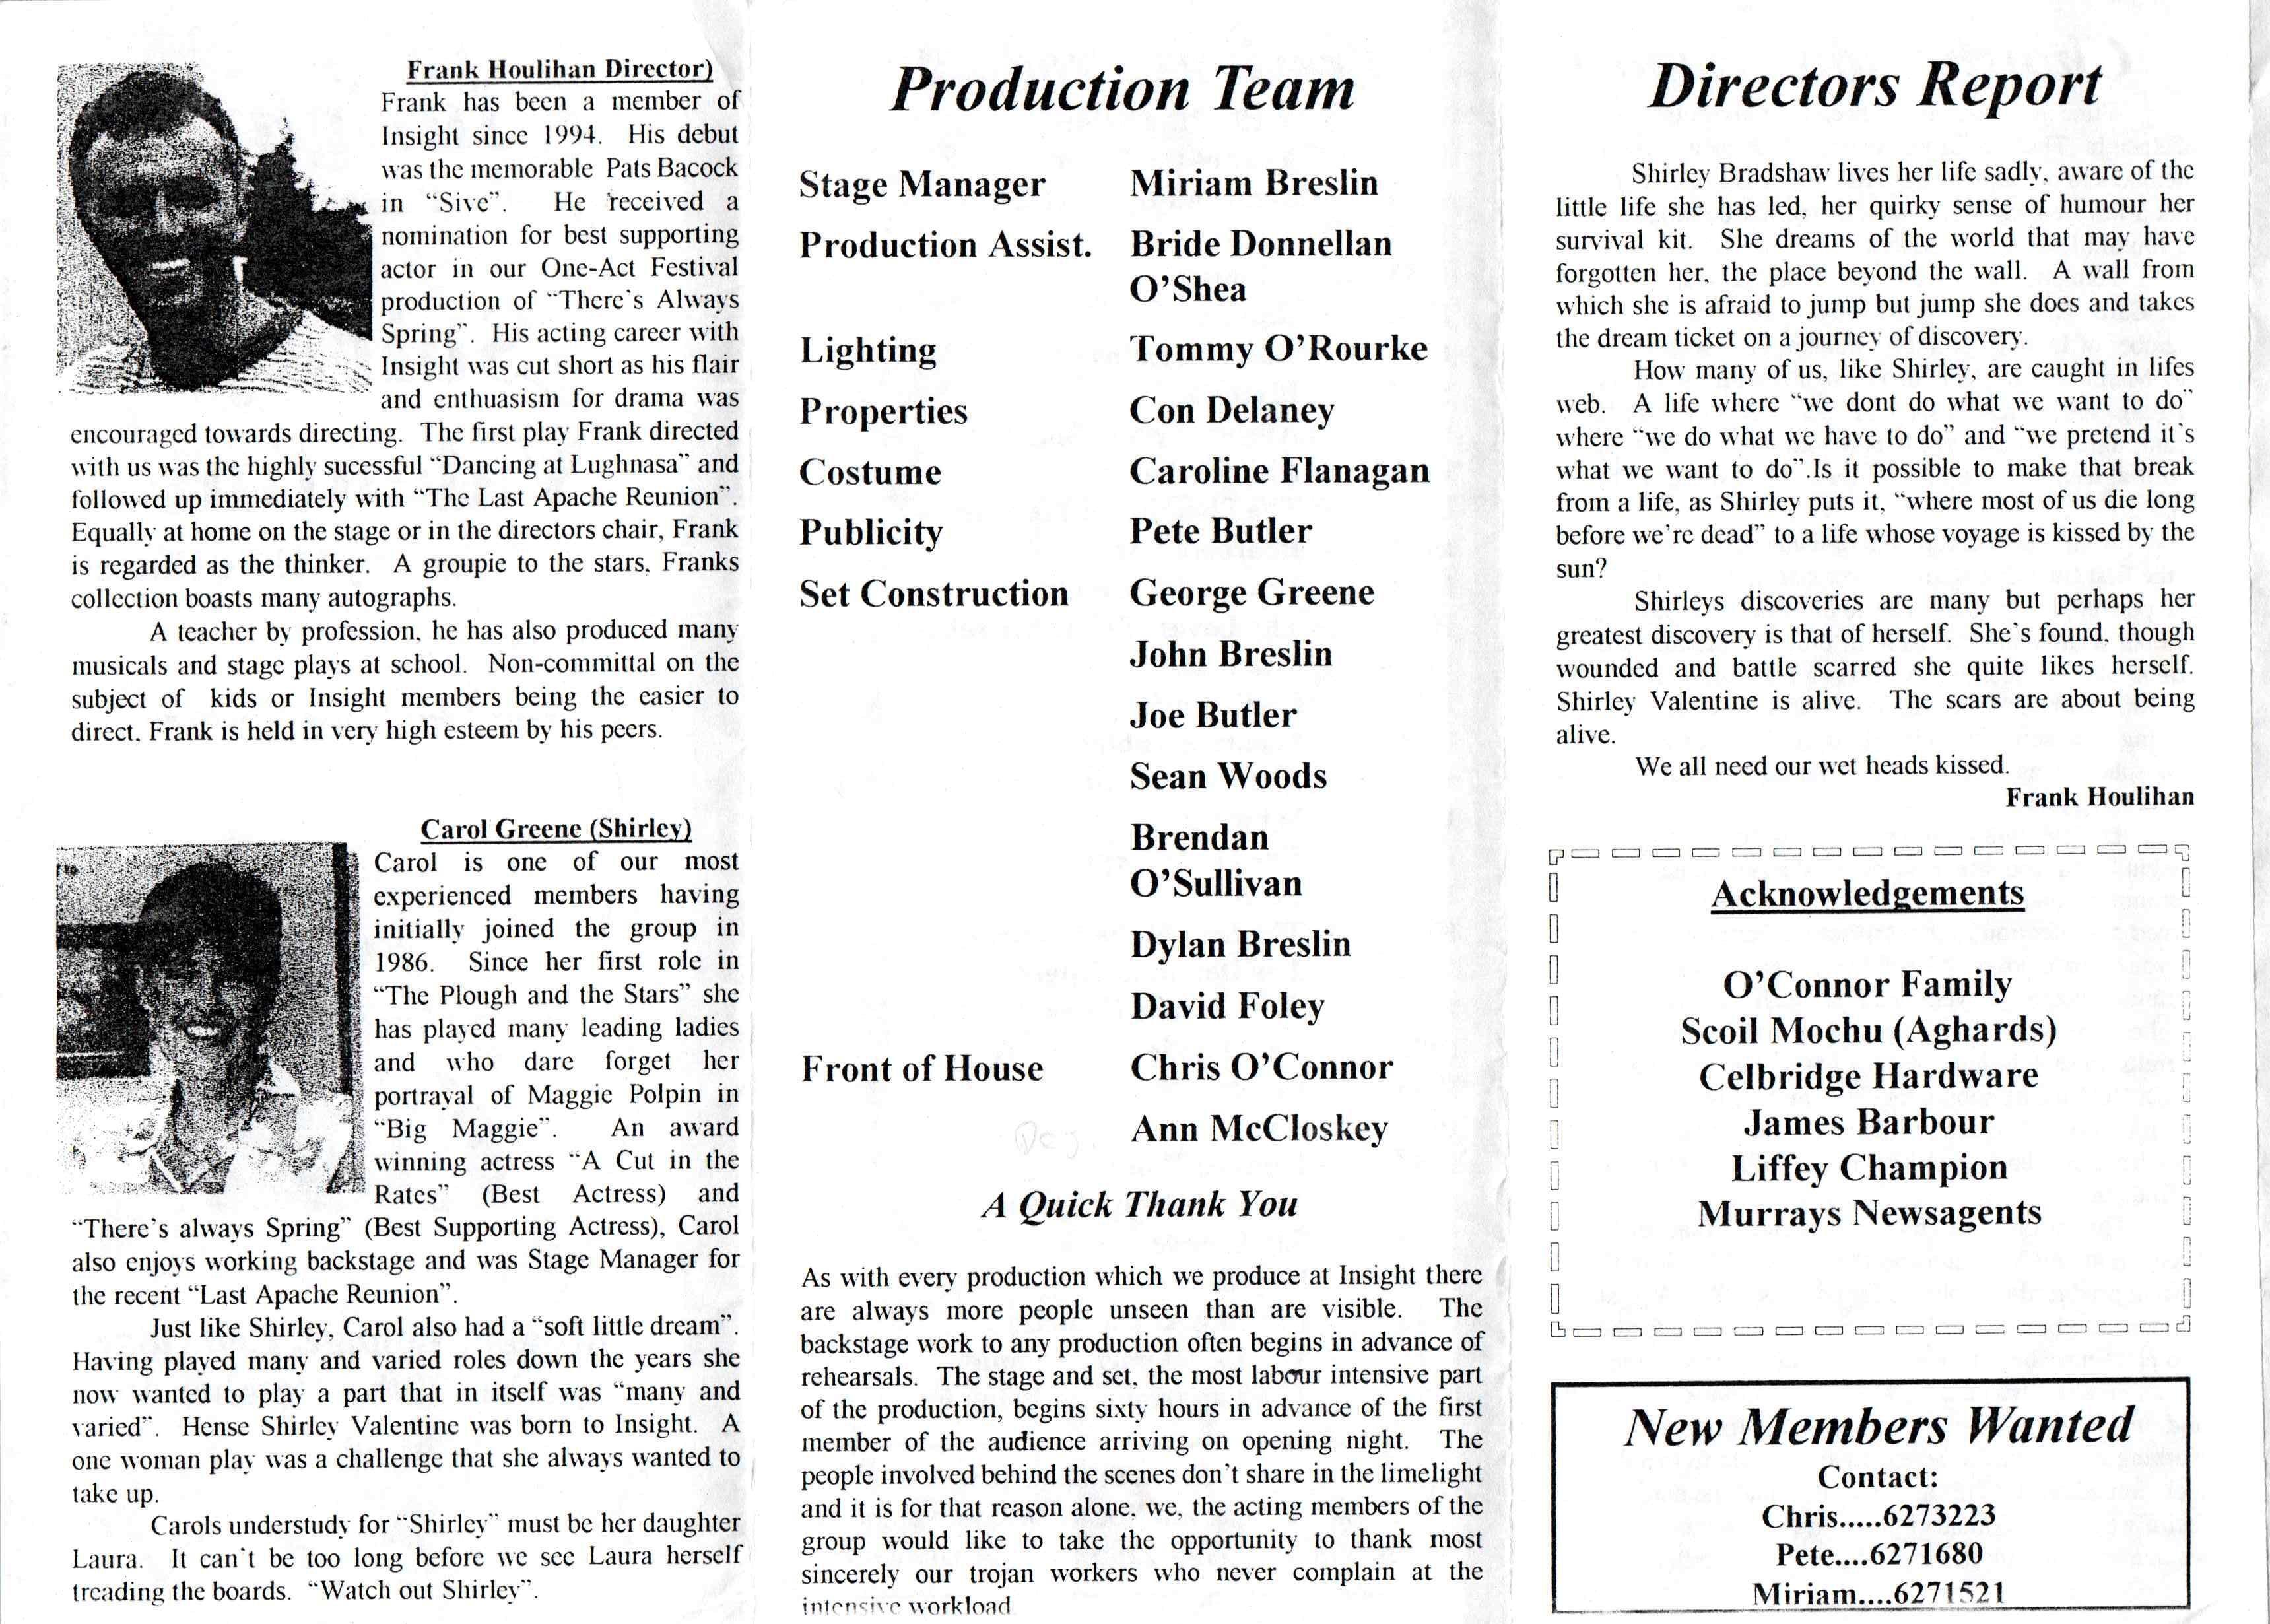 Frank Houlihan Director)
Frank has been a member of
Insight since 1994. His debut
was the memorable Pats Bacock
in “Sive”. He received a
nomination for best supporting
actor in our One-Act Festival
production of “There's Always
Spring”. His acting career with
Insight was cut short as his flair
and enthuasism for drama was
encouraged towards directing. The first play Frank directed
with us was the highly sucessful “Dancing at Lughnasa” and
followed up immediately with “The Last Apache Reunion”.
Equally at home on the stage or in the directors chair, Frank
is regarded as the thinker. A groupie to the stars, Franks
collection boasts many autographs.
A teacher by profession, he has also produced many
musicals and stage plays at school. Non-committal on the
subject of kids or Insight members being the easier to
direct, Frank is held in very high esteem by his peers.
Carol Greene (Shirley)
Carol is one of our most
experienced members having
initially joined the group in
1986. Since her first role in
“The Plough and the Stars” she
has played many leading ladies
and who dare forget her
portrayal of Maggie Polpin in
“Big Maggie”. An award
winning actress “A Cut in the
Rates” (Best Actress) and
“There's always Spring” (Best Supporting Actress), Carol
also enjoys working backstage and was Stage Manager for
the recent “Last Apache Reunion”.
Just like Shirley, Carol also had a “soft little dream”.
Having played many and varied roles down the years she
now wanted to play a part that in itself was “many and
varied”. Hense Shirley Valentine was born to Insight. A
one woman play was a challenge that she always wanted to
take up.
Carols understudy for “Shirley” must be her daughter
Laura. It can't be too long before we see Laura herself
treading the boards. “Watch out Shirley”.
Production Team
Stage Manager Miriam Breslin
Production Assist. Bride Donnellan
O’Shea
Lighting Tommy O’Rourke
Properties Con Delaney
Costume Caroline Flanagan
Publicity Pete Butler
Set Construction George Greene
John Breslin
Joe Butler
Sean Woods
Brendan
O’Sullivan
Dylan Breslin
David Foley
Front of House Chris O’Connor
Ann McCloskey
A Quick Thank You
As with every production which we produce at Insight there
are always more people unseen than are visible. The
backstage work to any production often begins in advance of
rehearsals. The stage and set, the most labour intensive part
of the production, begins sixty hours in advance of the first
member of the audience arriving on opening night. The
people involved behind the scenes don't share in the limelight
and it is for that reason alone, we, the acting members of the
group would like to take the opportunity to thank most
sincerely our trojan workers who never complain at the
intensive workload
Directors Report
Shirley Bradshaw lives her life sadly, aware of the
little life she has led, her quirky sense of humour her
survival kit. She dreams of the world that may have
forgotten her, the place beyond the wall. A wall from
which she is afraid to jump but jump she does and takes
the dream ticket on a journey of discovery.
How many of us, like Shirley, are caught in lifes
web. A life where “we dont do what we want to do”
where “we do what we have to do” and “we pretend it's
what we want to do”.Is it possible to make that break
from a life, as Shirley puts it, “where most of us die long
before we're dead” to a life whose voyage is kissed by the
sun?
Shirleys discoveries are many but perhaps her
greatest discovery is that of herself. She's found, though
wounded and battle scarred she quite likes herself.
Shirley Valentine is alive. The scars are about being
alive.
We all need our wet heads kissed.
Frank Houlihan
Acknowledgements
O’Connor Family
Scoil Mochu (Aghards)
Celbridge Hardware
James Barbour
Liffey Champion
Murrays Newsagents
New Members Wanted
Contact:
Chris.....6273223
Pete....6271680
Miriam....6271521